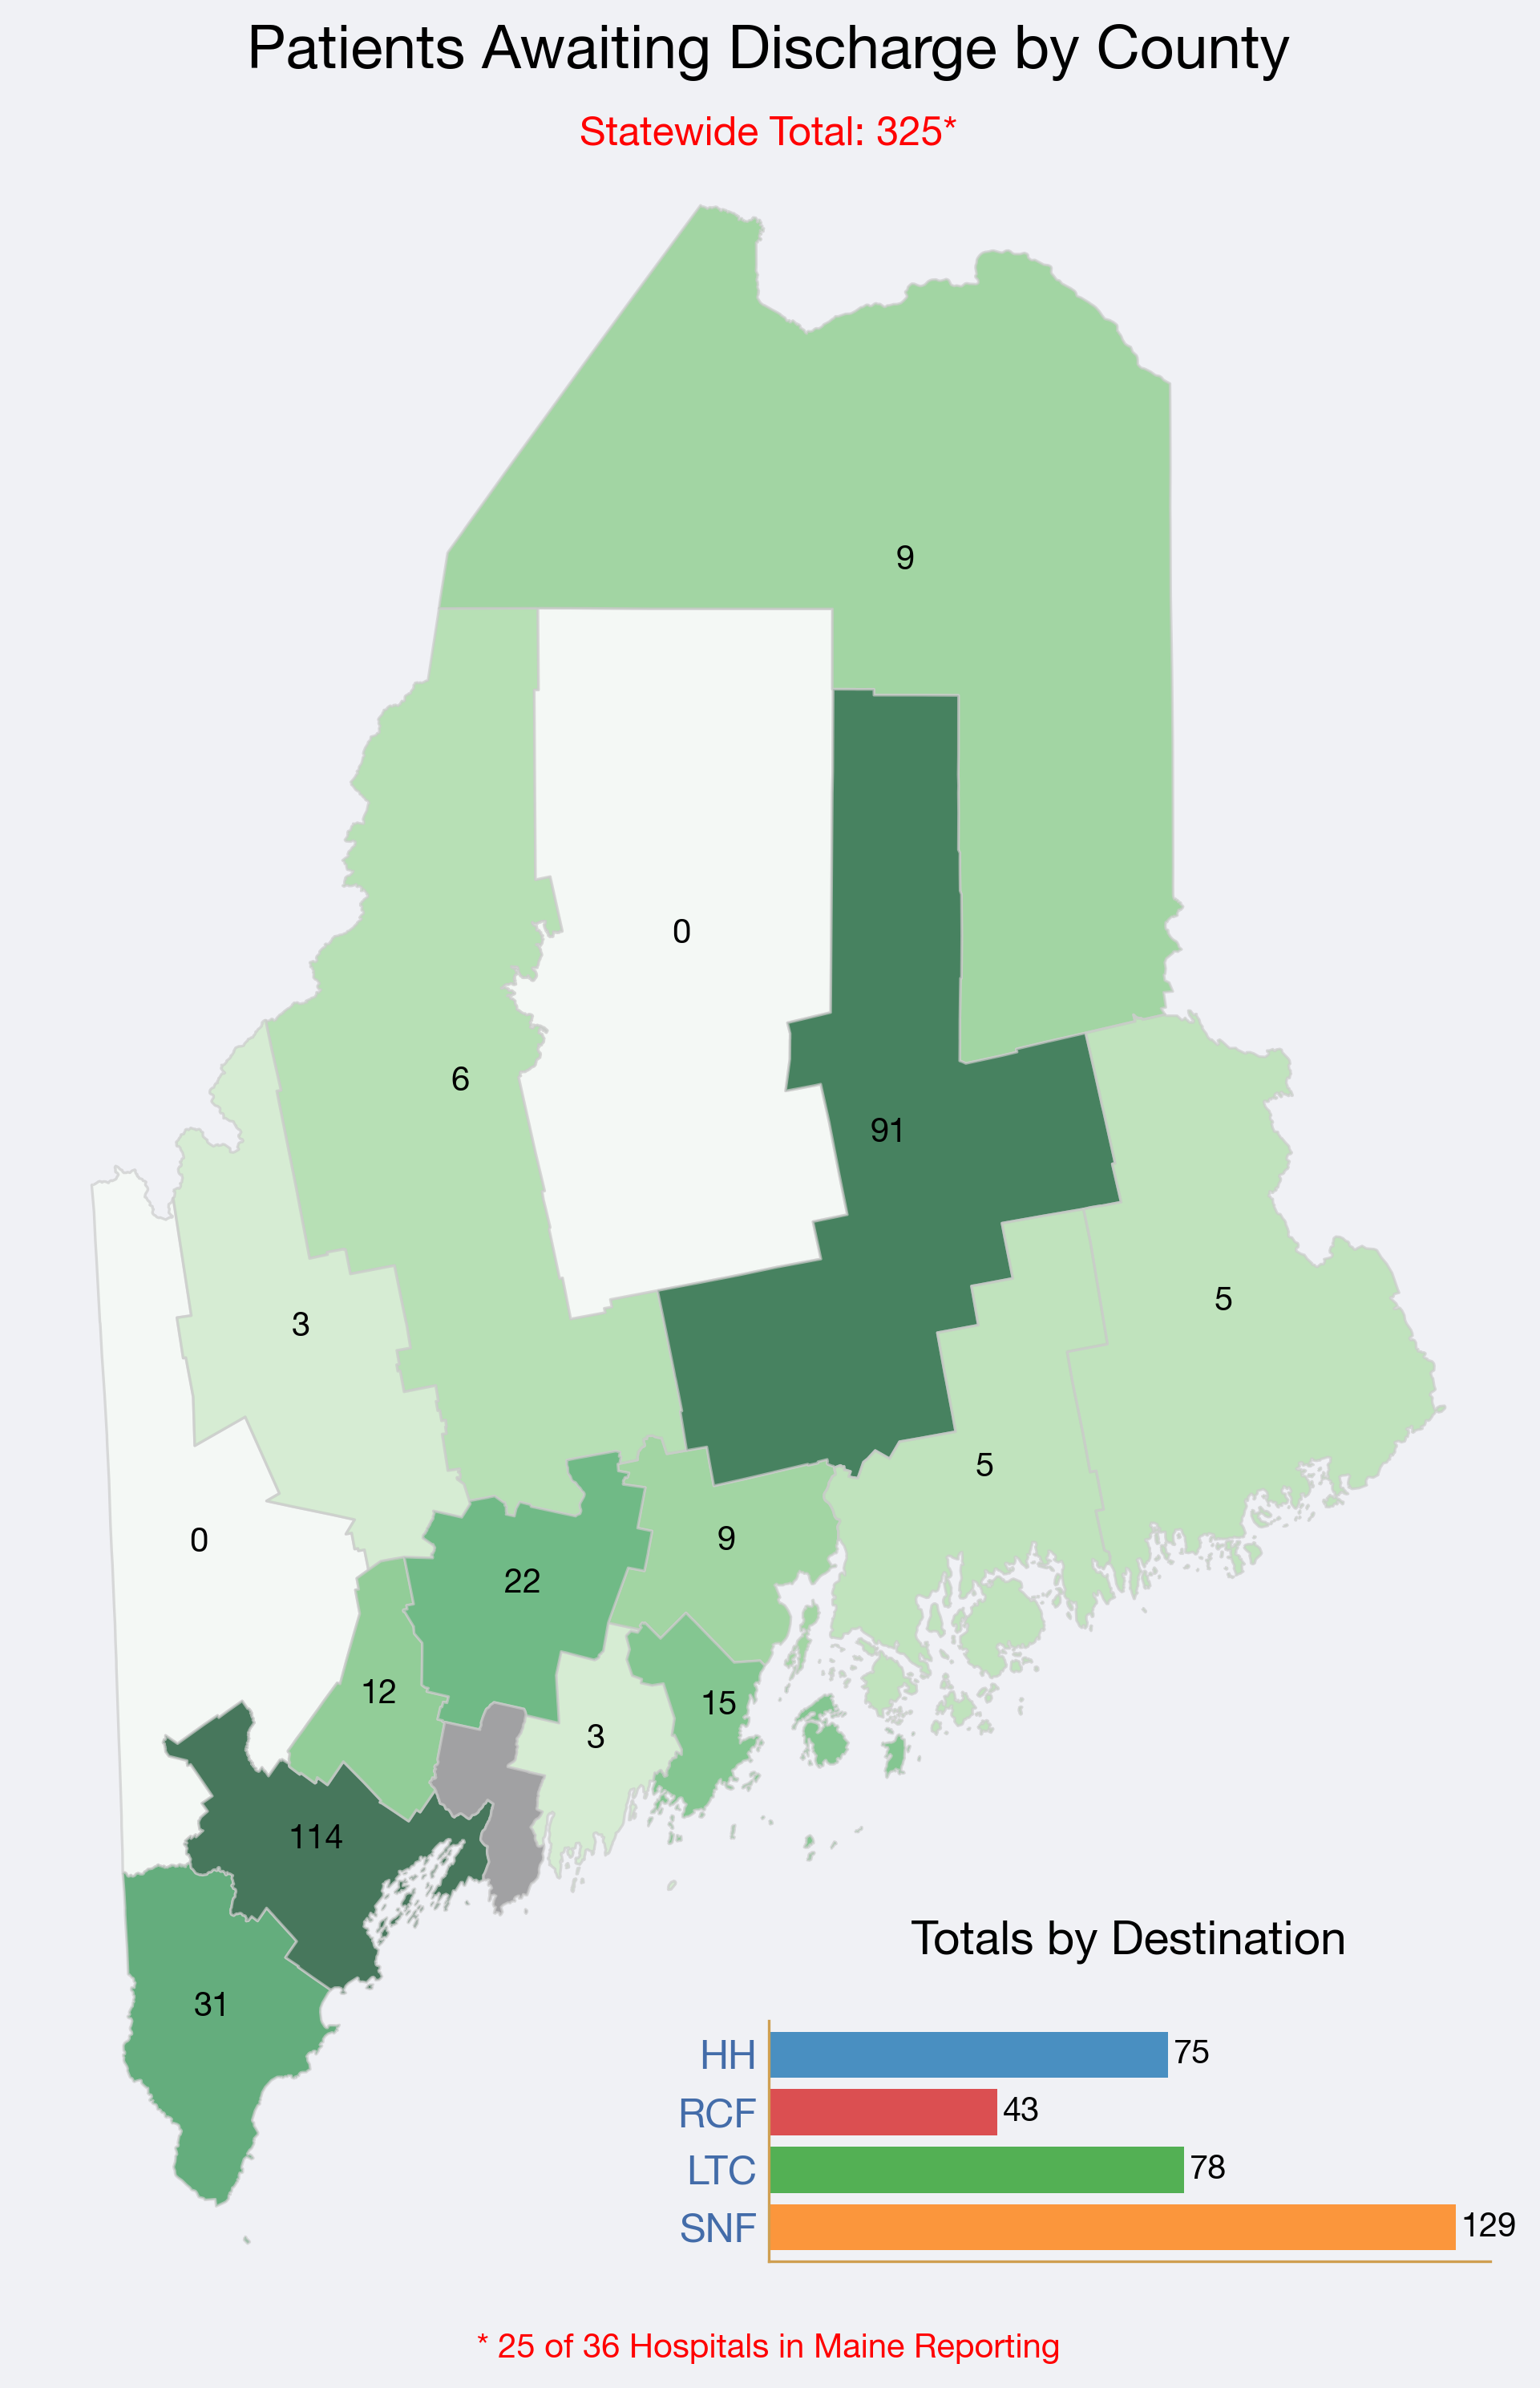 Patients Awaiting Discharge by County
Statewide Total: 325*
9
0
6
91
3
5
5
0
9
22
12
15
3
114
31
Totals by Destination
HH 75
RCF 43
LTC 78
SNF 129
* 25 of 36 Hospitals in Maine Reporting